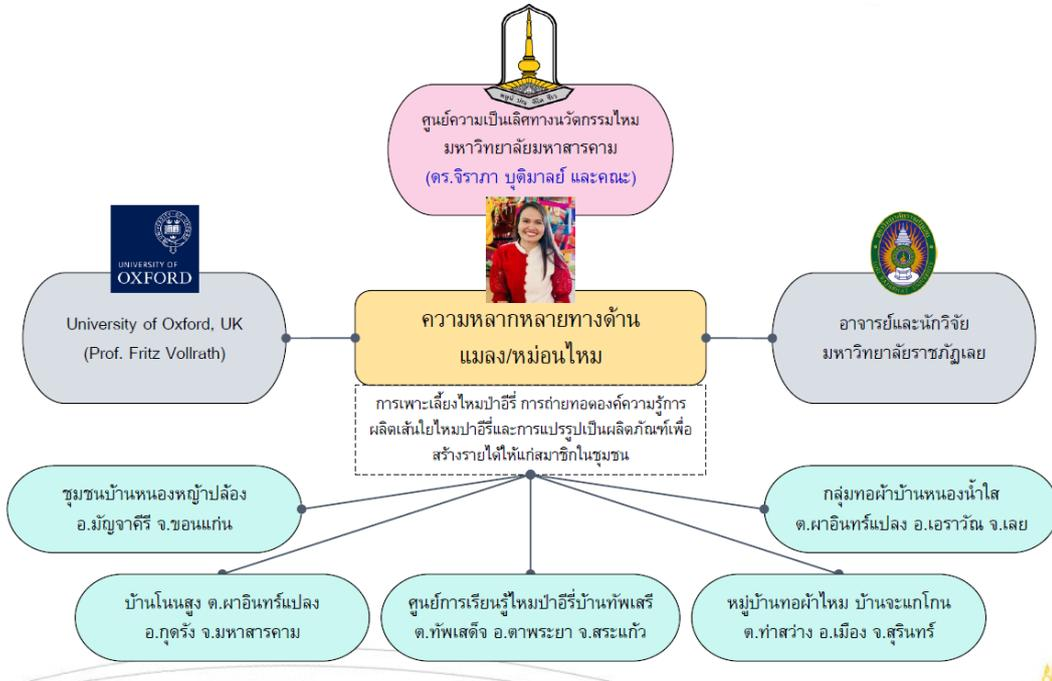 ศูนย์ความเป็นเลิศทางนวัตกรรมไหม
มหาวิทยาลัยมหาสารคาม
(ดร.จิราภา บุติมาลย์ และคณะ)
UNIVERSITY OF
OXFORD
University of Oxford, UK
(Prof. Fritz Vollrath)
ความหลากหลายทางด้าน
แมลง/หม่อนไหม
อาจารย์และนักวิจัย
มหาวิทยาลัยราชภัฏเลย
การเพาะเลี้ยงไหมป่าอีรี่ การถ่ายทอดองค์ความรู้การ
ผลิตเส้นใยไหมป่าอีรี่และการแปรรูปเป็นผลิตภัณฑ์เพื่อ
สร้างรายได้ให้แก่สมาชิกในชุมชน
ชุมชนบ้านหนองหญ้าปล้อง
อ.มัญจาคีรี จ.ขอนแก่น
กลุ่มทอผ้าบ้านหนองน้ำใส
ต.ผาอินทร์แปลง อ.เอราวัณ จ.เลย
บ้านโนนสูง ต.ผาอินทร์แปลง
อ.กุดรัง จ.มหาสารคาม
ศูนย์การเรียนรู้ไหมป่าอีรี่บ้านทัพเสรี
ต.ทัพเสด็จ อ.ตาพระยา จ.สระแก้ว
หมู่บ้านทอผ้าไหม บ้านจะแกโกน
ต.ท่าสว่าง อ.เมือง จ.สุรินทร์